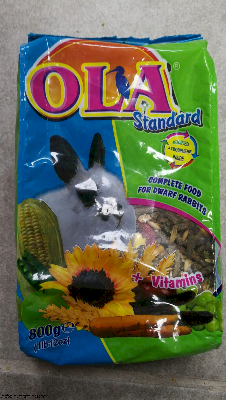 OLA®
Standard
COMPLETE FOOD
FOR DWARF RABBITS
+ Vitamins
800g